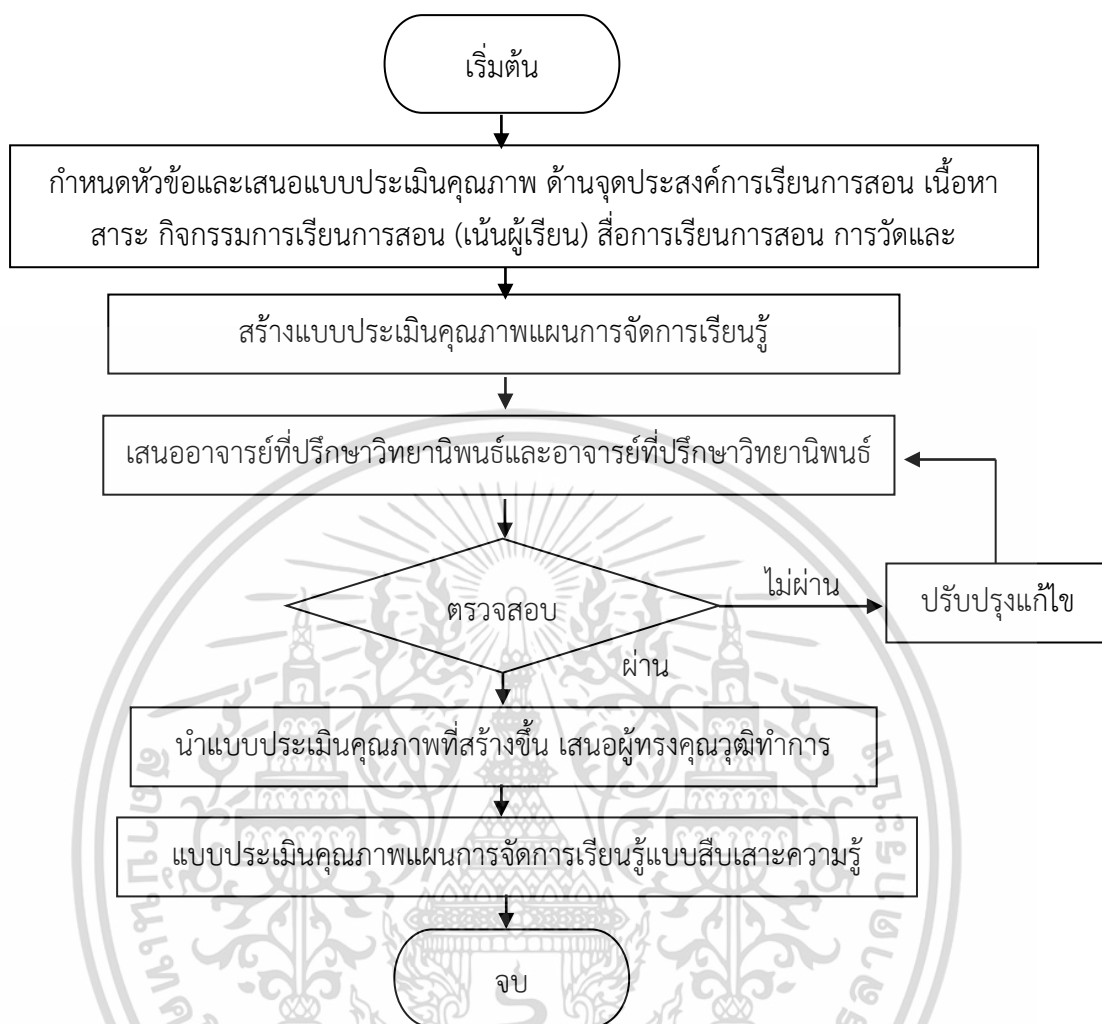 เริ่มต้น
กำหนดหัวข้อและเสนอแบบประเมินคุณภาพ ด้านจุดประสงค์การเรียนการสอน เนื้อหา
สาระ กิจกรรมการเรียนการสอน (เน้นผู้เรียน) สื่อการเรียนการสอน การวัดและ
สร้างแบบประเมินคุณภาพแผนการจัดการเรียนรู้
เสนออาจารย์ที่ปรึกษาวิทยานิพนธ์และอาจารย์ที่ปรึกษาวิทยานิพนธ์
ตรวจสอบ
ไม่ผ่าน
ปรับปรุงแก้ไข
ผ่าน
นำแบบประเมินคุณภาพที่สร้างขึ้น เสนอผู้ทรงคุณวุฒิทำการ
แบบประเมินคุณภาพแผนการจัดการเรียนรู้แบบสืบเสาะความรู้
จบ